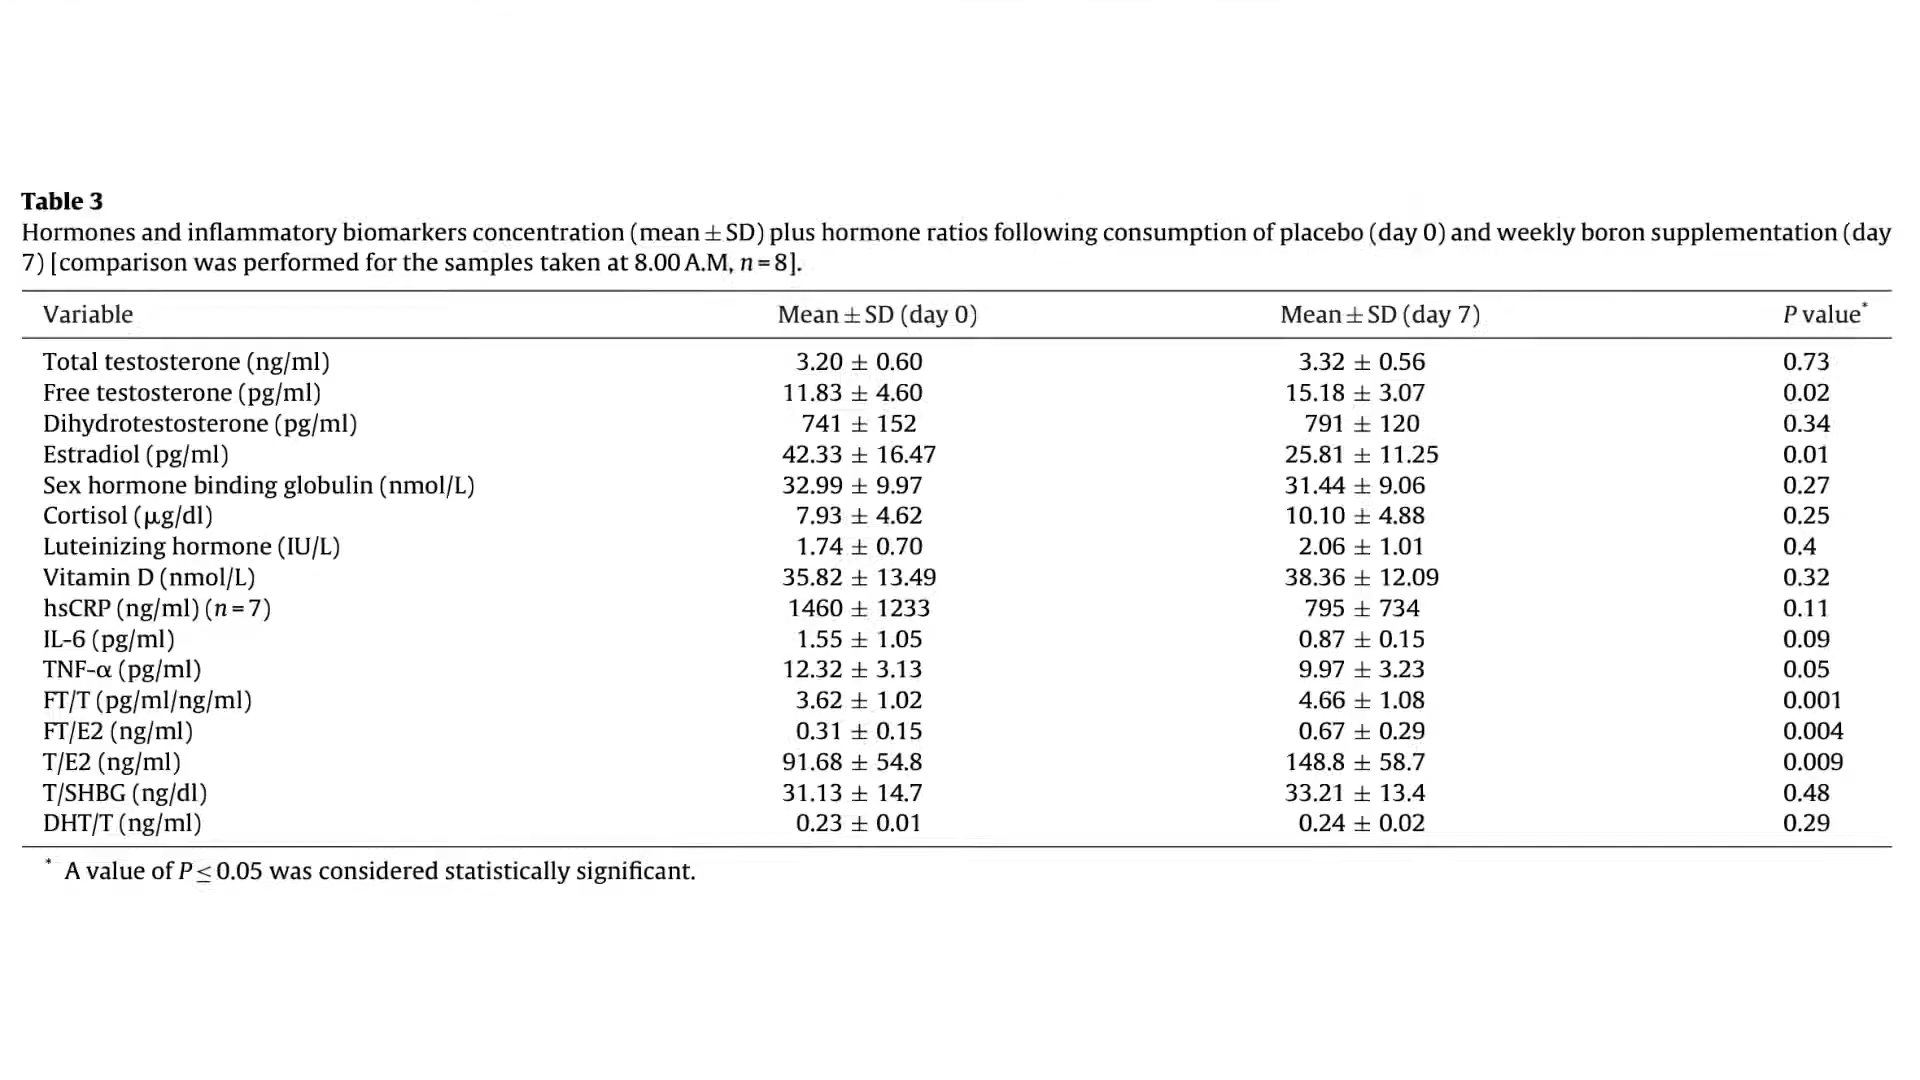 Table 3
Hormones and inflammatory biomarkers concentration (mean ± SD) plus hormone ratios following consumption of placebo (day 0) and weekly boron supplementation (day
7) [comparison was performed for the samples taken at 8.00 A.M, n = 8].
Variable Mean ± SD (day 0) Mean ± SD (day 7) P value*
Total testosterone (ng/ml) 3.20 ± 0.60 3.32 ± 0.56 0.73
Free testosterone (pg/ml) 11.83 ± 4.60 15.18 ± 3.07 0.02
Dihydrotestosterone (pg/ml) 741 ± 152 791 ± 120 0.34
Estradiol (pg/ml) 42.33 ± 16.47 25.81 ± 11.25 0.01
Sex hormone binding globulin (nmol/L) 32.99 ± 9.97 31.44 ± 9.06 0.27
Cortisol (μg/dl) 7.93 ± 4.62 10.10 ± 4.88 0.25
Luteinizing hormone (IU/L) 1.74 ± 0.70 2.06 ± 1.01 0.4
Vitamin D (nmol/L) 35.82 ± 13.49 38.36 ± 12.09 0.32
hsCRP (ng/ml) (n = 7) 1460 ± 1233 795 ± 734 0.11
IL-6 (pg/ml) 1.55 ± 1.05 0.87 ± 0.15 0.09
TNF-α (pg/ml) 12.32 ± 3.13 9.97 ± 3.23 0.05
FT/T (pg/ml/ng/ml) 3.62 ± 1.02 4.66 ± 1.08 0.001
FT/E2 (ng/ml) 0.31 ± 0.15 0.67 ± 0.29 0.004
T/E2 (ng/ml) 91.68 ± 54.8 148.8 ± 58.7 0.009
T/SHBG (ng/dl) 31.13 ± 14.7 33.21 ± 13.4 0.48
DHT/T (ng/ml) 0.23 ± 0.01 0.24 ± 0.02 0.29
* A value of P ≤ 0.05 was considered statistically significant.